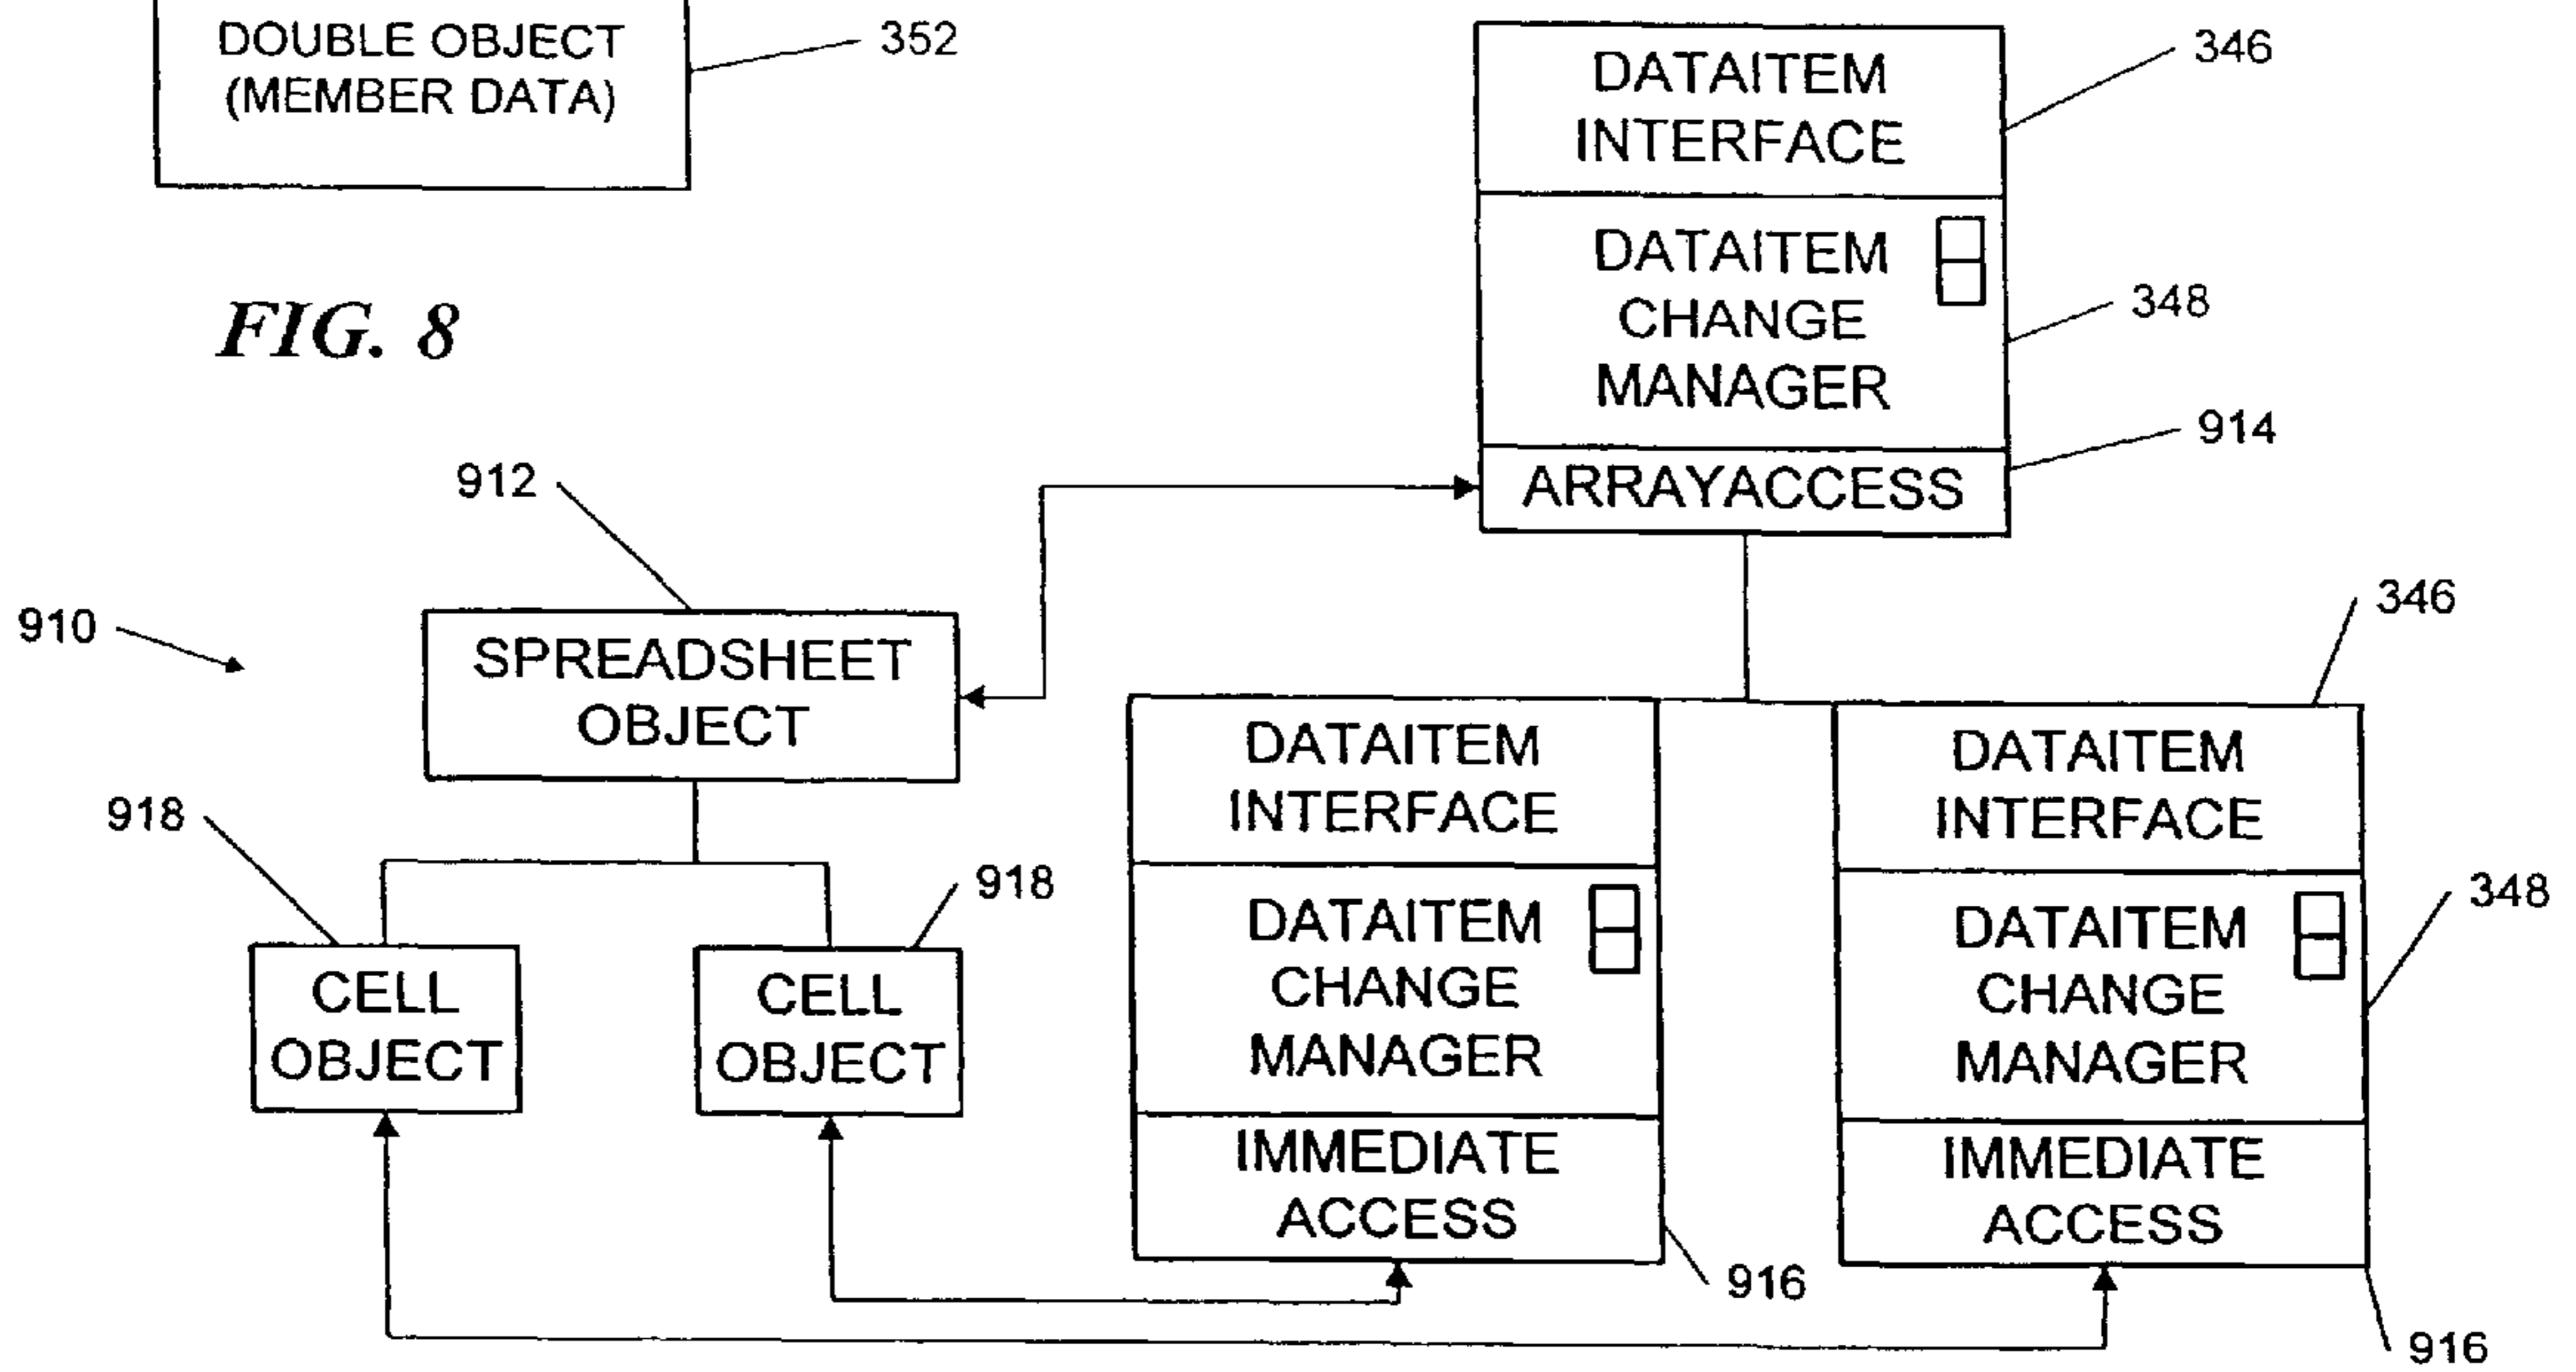 DOUBLE OBJECT
(MEMBER DATA)
352
FIG. 8
DATAITEM
INTERFACE
346
DATAITEM
CHANGE
MANAGER
348
ARRAYACCESS
914
912
910
SPREADSHEET
OBJECT
918
CELL
OBJECT
918
CELL
OBJECT
DATAITEM
INTERFACE
DATAITEM
CHANGE
MANAGER
IMMEDIATE
ACCESS
916
346
DATAITEM
INTERFACE
DATAITEM
CHANGE
MANAGER
348
IMMEDIATE
ACCESS
916